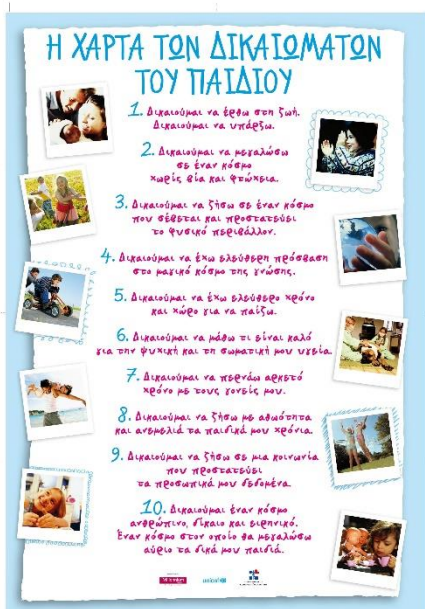 Η ΧΑΡΤΑ ΤΩΝ ΔΙΚΑΙΩΜΑΤΩΝ
ΤΟΥ ΠΑΙΔΙΟΥ
1. Δικαιούμαι να έρθω στη ζωή.
Δικαιούμαι να υπάρξω.
2. Δικαιούμαι να μεγαλώσω
σε έναν κόσμο
χωρίς βία και φτώχεια.
3. Δικαιούμαι να ζήσω σε έναν κόσμο
που σέβεται και προστατεύει
το φυσικό περιβάλλον.
4. Δικαιούμαι να έχω ελεύθερη πρόσβαση
στο μαγικό κόσμο της γνώσης.
5. Δικαιούμαι να έχω ελεύθερο χρόνο
και χώρο για να παίζω.
6. Δικαιούμαι να μάθω τι είναι καλό
για την ψυχική και τη σωματική μου υγεία.
7. Δικαιούμαι να περνάω αρκετό
χρόνο με τους γονείς μου.
8. Δικαιούμαι να ζήσω με αθωότητα
και ανεμελιά τα παιδικά μου χρόνια.
9. Δικαιούμαι να ζήσω σε μια κοινωνία
που προστατεύει
τα προσωπικά μου δεδομένα.
10. Δικαιούμαι έναν κόσμο
ανθρώπινο, δίκαιο και ειρηνικό.
Έναν κόσμο στον οποίο θα μεγαλώσω
αύριο τα δικά μου παιδιά.
unicef